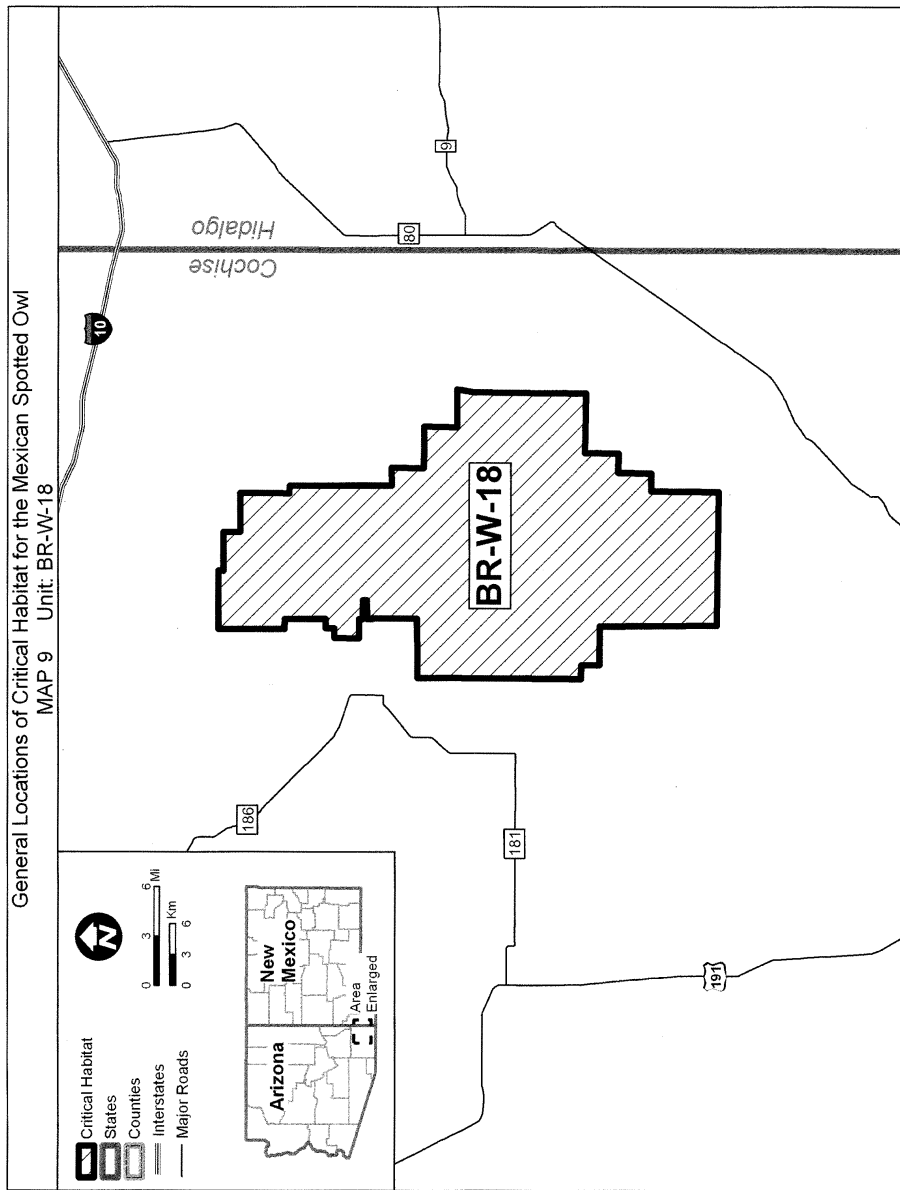 General Locations of Critical Habitat for the Mexican Spotted Owl
MAP 9 Unit: BR-W-18
Critical Habitat
States
Counties
Interstates
Major Roads
N
0 3 6 Mi
0 3 6 Km
Arizona
New
Mexico
Area
Enlarged
10
186
181
191
80
9
Cochise
Hidalgo
BR-W-18